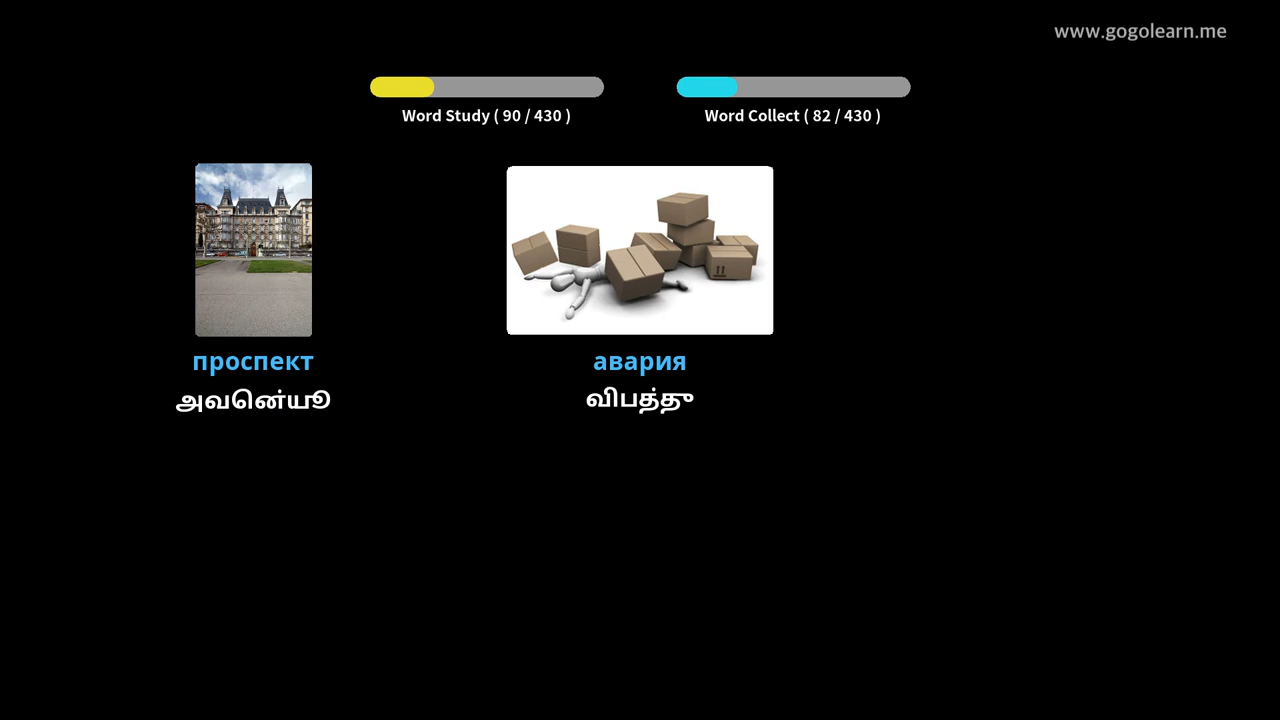 www.gogolearn.me
Word Study ( 90 / 430 )
Word Collect ( 82 / 430 )
проспект
அவென்யூ
авария
விபத்து